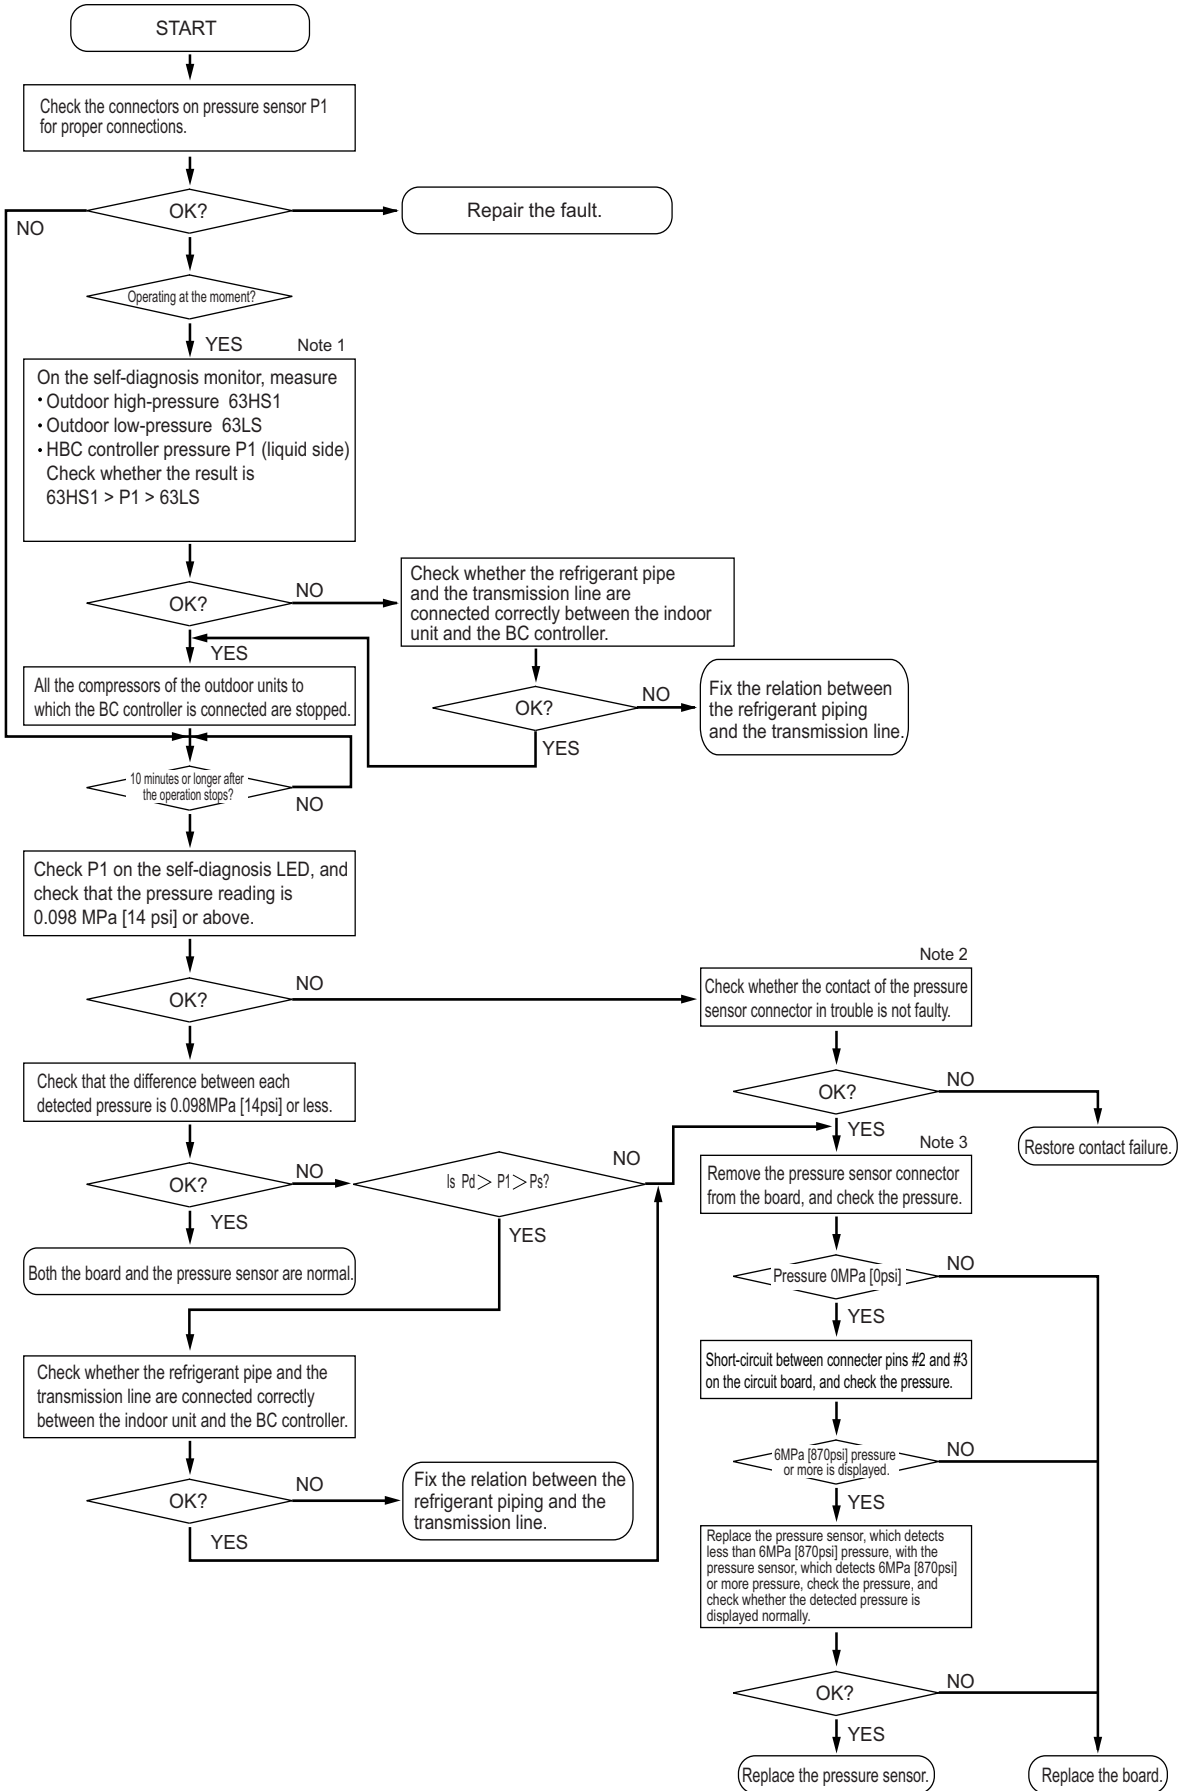 START
Check the connectors on pressure sensor P1
for proper connections.
OK?
Repair the fault.
NO
Operating at the moment?
YES
Note 1
On the self-diagnosis monitor, measure
• Outdoor high-pressure 63HS1
• Outdoor low-pressure 63LS
• HBC controller pressure P1 (liquid side)
Check whether the result is
63HS1 > P1 > 63LS
OK?
NO
Check whether the refrigerant pipe
and the transmission line are
connected correctly between the indoor
unit and the BC controller.
YES
All the compressors of the outdoor units to
which the BC controller is connected are stopped.
OK?
NO
Fix the relation between
the refrigerant piping
and the transmission line.
YES
10 minutes or longer after
the operation stops?
NO
Check P1 on the self-diagnosis LED, and
check that the pressure reading is
0.098 MPa [14 psi] or above.
OK?
NO
Note 2
Check whether the contact of the pressure
sensor connector in trouble is not faulty.
Check that the difference between each
detected pressure is 0.098MPa [14psi] or less.
OK?
NO
YES
Restore contact failure.
OK?
NO
Is Pd＞P1＞Ps?
NO
YES
YES
Both the board and the pressure sensor are normal.
Note 3
Remove the pressure sensor connector
from the board, and check the pressure.
Pressure 0MPa [0psi]
NO
YES
Check whether the refrigerant pipe and the
transmission line are connected correctly
between the indoor unit and the BC controller.
OK?
NO
Fix the relation between the
refrigerant piping and the
transmission line.
YES
Short-circuit between connecter pins #2 and #3
on the circuit board, and check the pressure.
6MPa [870psi] pressure
or more is displayed.
NO
YES
Replace the pressure sensor, which detects
less than 6MPa [870psi] pressure, with the
pressure sensor, which detects 6MPa [870psi]
or more pressure, check the pressure, and
check whether the detected pressure is
displayed normally.
OK?
NO
YES
Replace the pressure sensor.
Replace the board.